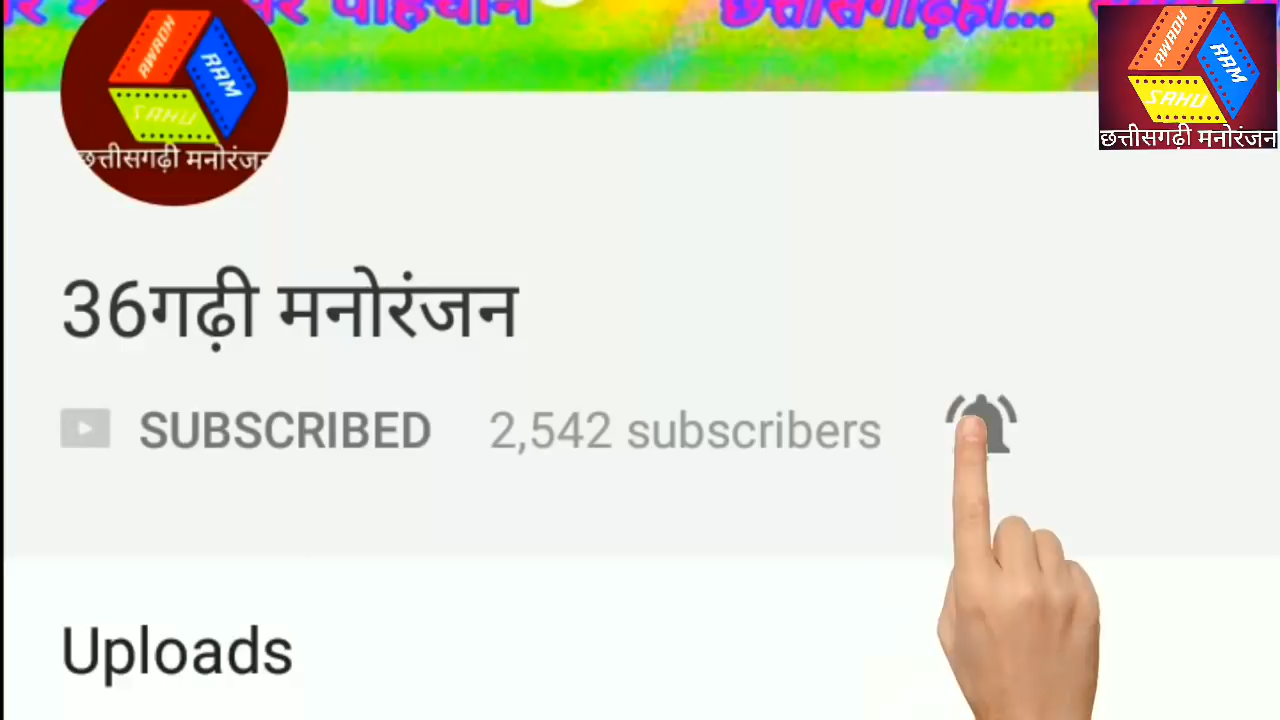 छत्तीसगढ़िहा...
AWADH
RAM
SAHU
छत्तीसगढ़ी मनोरंजन
AWADH
RAM
SAHU
छत्तीसगढ़ी मनोरंजन
36गढ़ी मनोरंजन
SUBSCRIBED 2,542 subscribers
Uploads